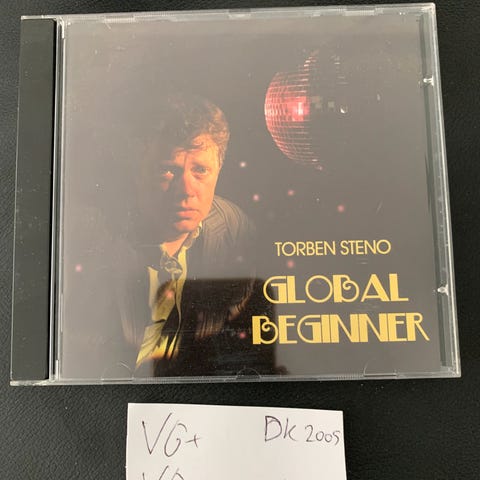 TORBEN STENO
GLOBAL
BEGINNER
VG+ DK 2005